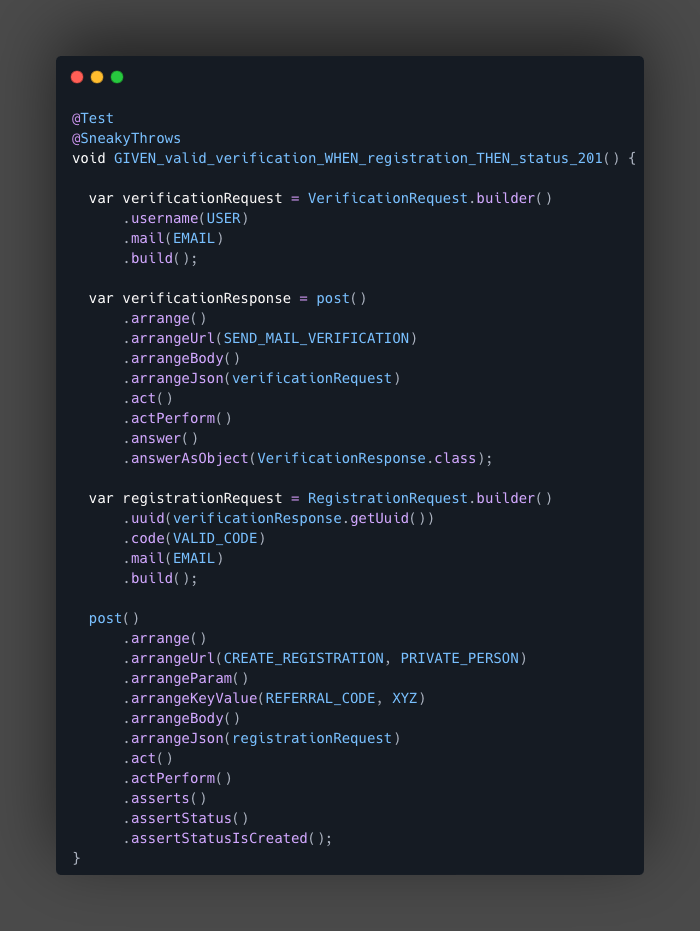 @Test
@SneakyThrows
void GIVEN_valid_verification_WHEN_registration_THEN_status_201() {

  var verificationRequest = VerificationRequest.builder()
      .username(USER)
      .mail(EMAIL)
      .build();

  var verificationResponse = post()
      .arrange()
      .arrangeUrl(SEND_MAIL_VERIFICATION)
      .arrangeBody()
      .arrangeJson(verificationRequest)
      .act()
      .actPerform()
      .answer()
      .answerAsObject(VerificationResponse.class);

  var registrationRequest = RegistrationRequest.builder()
      .uuid(verificationResponse.getUuid())
      .code(VALID_CODE)
      .mail(EMAIL)
      .build();

  post()
      .arrange()
      .arrangeUrl(CREATE_REGISTRATION, PRIVATE_PERSON)
      .arrangeParam()
      .arrangeKeyValue(REFERRAL_CODE, XYZ)
      .arrangeBody()
      .arrangeJson(registrationRequest)
      .act()
      .actPerform()
      .asserts()
      .assertStatus()
      .assertStatusIsCreated();
}